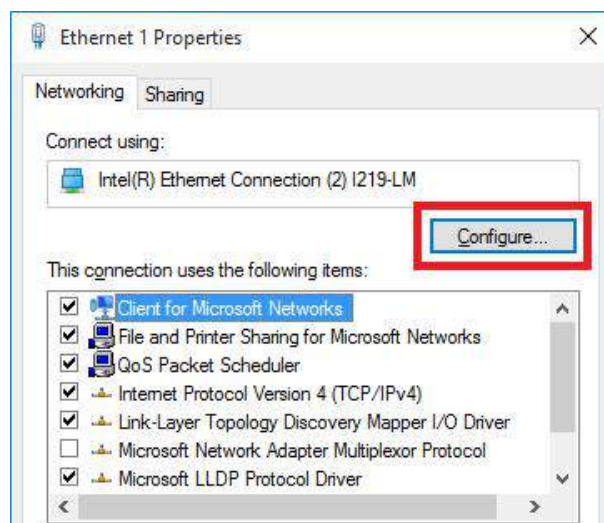 Ethernet 1 Properties
Networking Sharing
Connect using:
Intel(R) Ethernet Connection (2) I219-LM
Configure...
This connection uses the following items:
Client for Microsoft Networks
File and Printer Sharing for Microsoft Networks
QoS Packet Scheduler
Internet Protocol Version 4 (TCP/IPv4)
Link-Layer Topology Discovery Mapper I/O Driver
Microsoft Network Adapter Multiplexor Protocol
Microsoft LLDP Protocol Driver